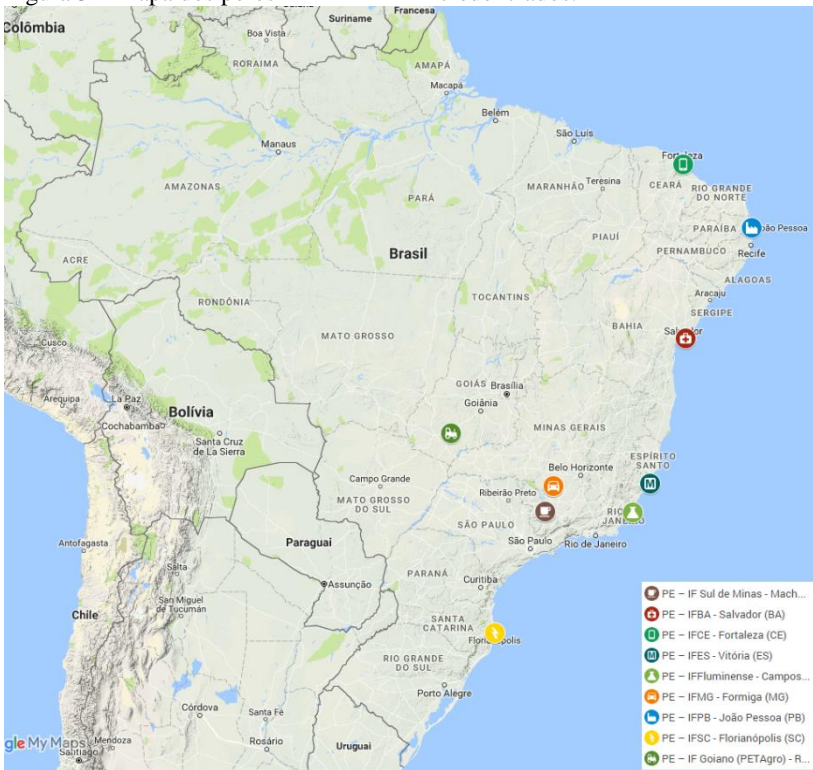 Suriname
Francesa
Colômbia
Boa Vista
RORAIMA
AMAPÁ
Macapá
Belém
São Luís
Manaus
Fortaleza
AMAZONAS
PARÁ
MARANHÃO
Teresina
CEARÁ
RIO GRANDE
DO NORTE
PARAÍBA
João Pessoa
PIAUÍ
PERNAMBUCO
Recife
Brasil
ACRE
ALAGOAS
RONDÔNIA
TOCANTINS
Aracaju
SERGIPE
MATO GROSSO
BAHIA
Salvador
Cusco
GOIÁS
Brasília
Arequipa
La Paz
Bolívia
Goiânia
Cochabamba
Santa Cruz
de La Sierra
MINAS GERAIS
ESPÍRITO
SANTO
Belo Horizonte
Campo Grande
Ribeirão Preto
MATO GROSSO
DO SUL
RIO
JANEIRO
SÃO PAULO
São Paulo
Rio de Janeiro
Antofagasta
Paraguai
PARANÁ
Salta
Assunção
Curitiba
San Miguel
de Tucumán
Chile
SANTA
CATARINA
Florianópolis
RIO GRANDE
DO SUL
Porto Alegre
Córdova
Santa Fé
gle My Maps
Mendoza
Santiago
Rosário
Uruguai
PE – IF Sul de Minas - Mach...
PE – IFBA - Salvador (BA)
PE – IFCE - Fortaleza (CE)
PE – IFES - Vitória (ES)
M
PE – IFFluminense - Campos...
PE – IFMG - Formiga (MG)
PE – IFPB - João Pessoa (PB)
PE – IFSC - Florianópolis (SC)
PE – IF Goiano (PETAgro) - R...